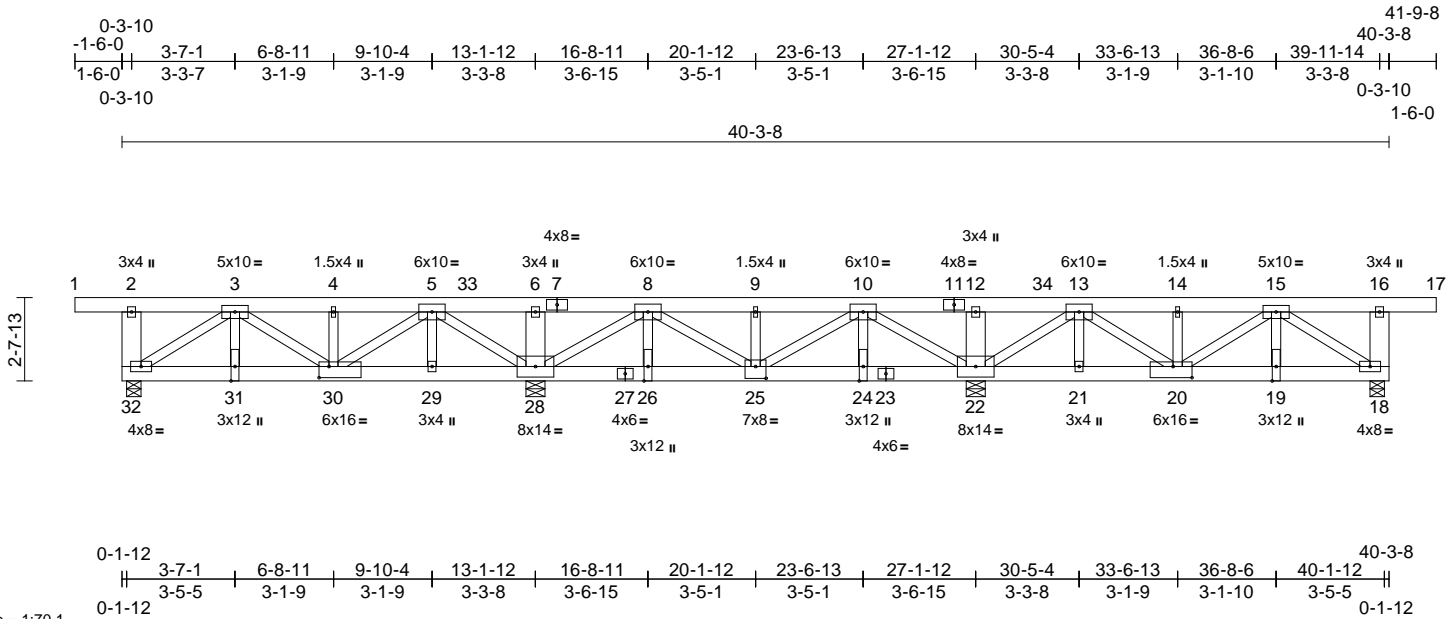 41-9-8
0-3-10 40-3-8
-1-6-0 3-7-1 6-8-11 9-10-4 13-1-12 16-8-11 20-1-12 23-6-13 27-1-12 30-5-4 33-6-13 36-8-6 39-11-14
1-6-0 3-3-7 3-1-9 3-1-9 3-3-8 3-6-15 3-5-1 3-5-1 3-6-15 3-3-8 3-1-9 3-1-10 3-3-8
0-3-10 0-3-10
1-6-0
40-3-8
4x8= 3x4 II
3x4 II 5x10= 1.5x4 II 6x10= 3x4 II 6x10= 1.5x4 II 6x10= 4x8= 6x10= 1.5x4 II 5x10= 3x4 II
1 2 3 4 5 33 6 7 8 9 10 11 12 34 13 14 15 16 17
2-7-13
32 31 30 29 28 27 26 25 24 23 22 21 20 19 18
4x8= 3x12 II 6x16= 3x4 II 8x14= 4x6= 7x8= 3x12 II 8x14= 3x4 II 6x16= 3x12 II 4x8=
3x12 II 4x6=
0-1-12 40-3-8
3-7-1 6-8-11 9-10-4 13-1-12 16-8-11 20-1-12 23-6-13 27-1-12 30-5-4 33-6-13 36-8-6 40-1-12
3-5-5 3-1-9 3-1-9 3-3-8 3-6-15 3-5-1 3-5-1 3-6-15 3-3-8 3-1-9 3-1-10 3-5-5
0-1-12 0-1-12